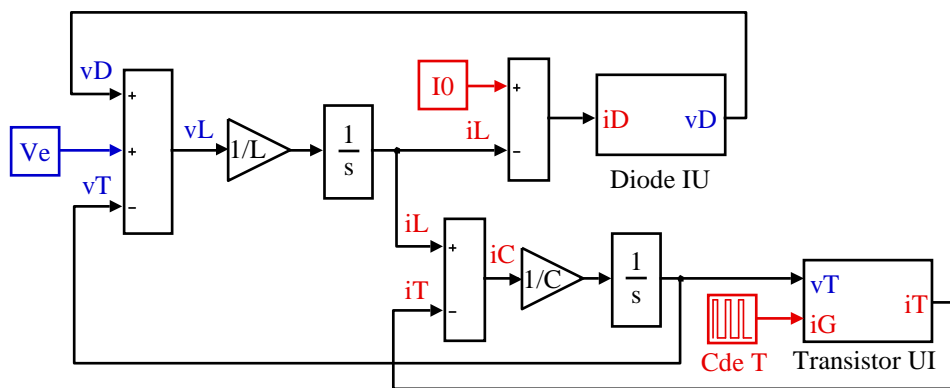 vD
+
I0
+
iD
vD
Ve
+
vL
1/L
1
s
iL
-
Diode IU
vT
-
iL
+
iC
1/C
1
s
vT
iT
iT
-
iG
Cde T
Transistor UI